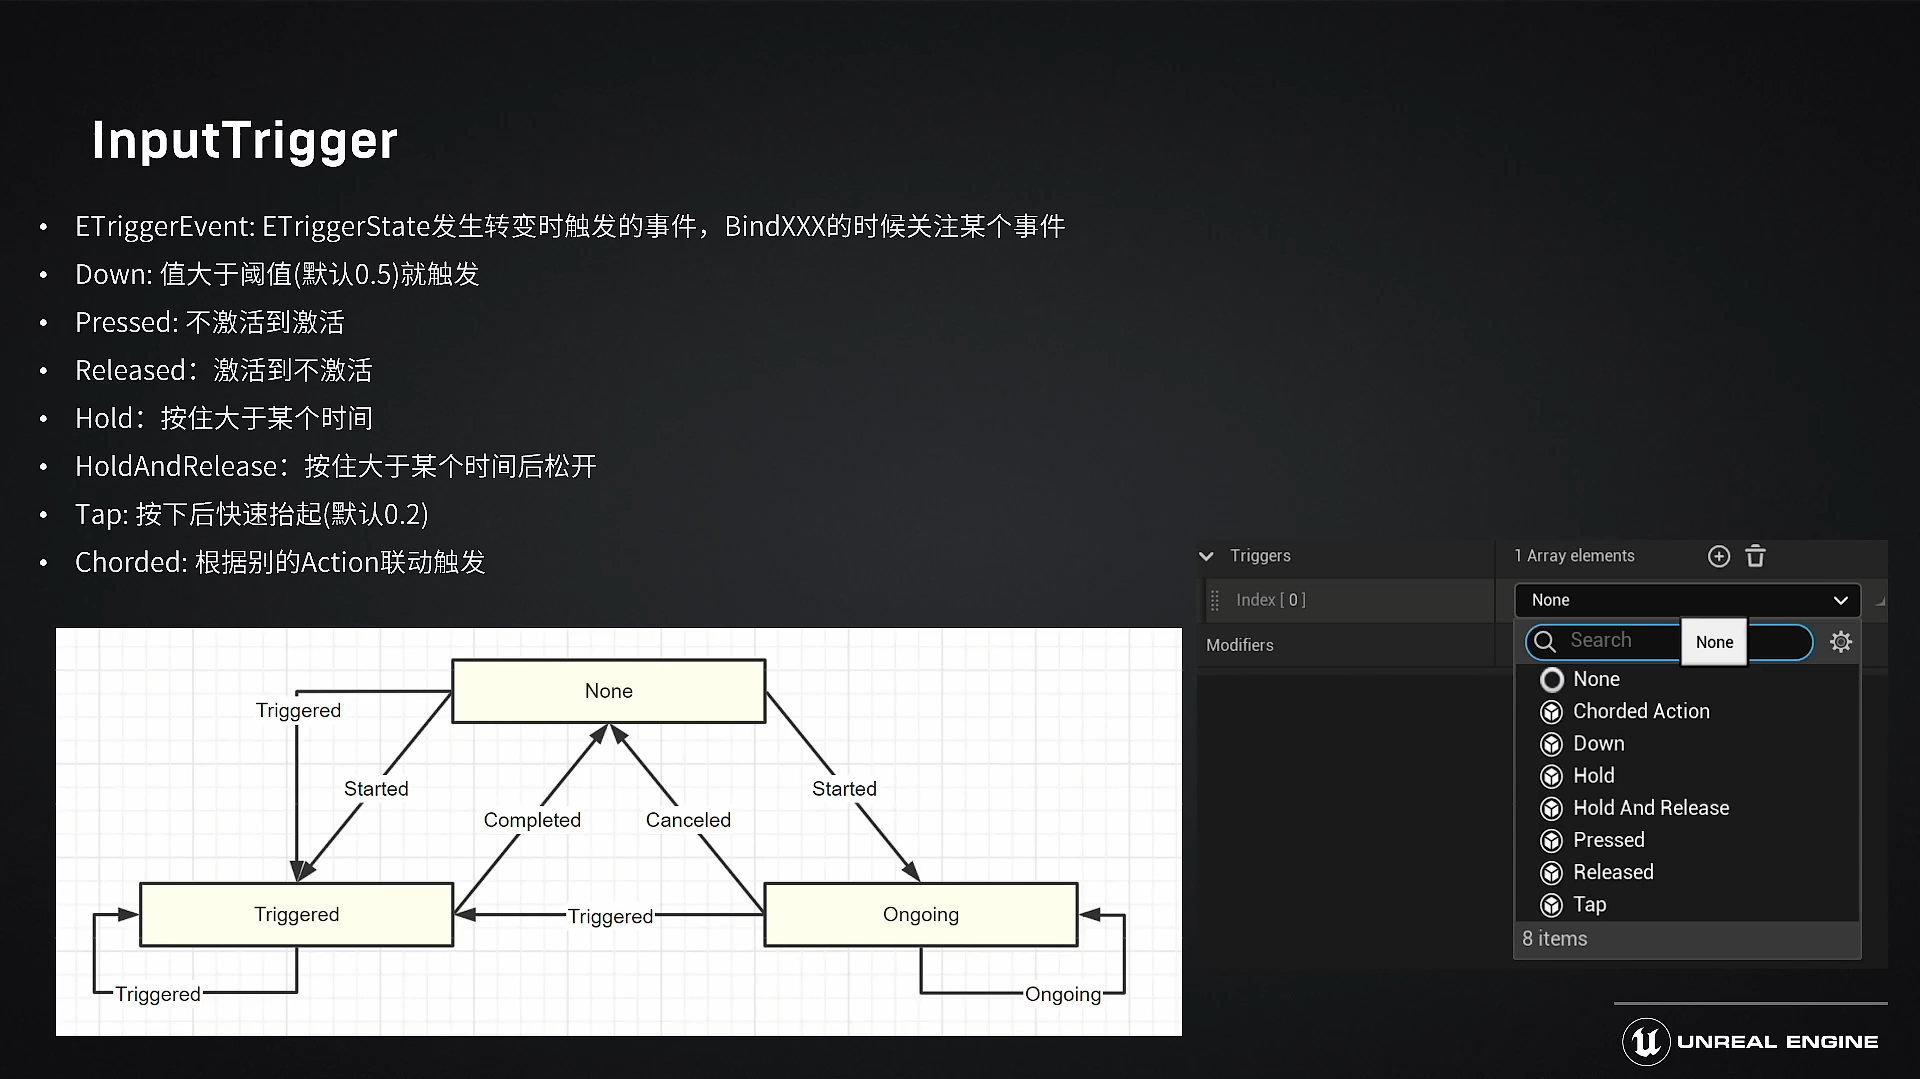 InputTrigger
• ETriggerEvent: ETriggerState发生转变时触发的事件，BindXXX的时候关注某个事件
• Down: 值大于阈值(默认0.5)就触发
• Pressed: 不激活到激活
• Released：激活到不激活
• Hold：按住大于某个时间
• HoldAndRelease：按住大于某个时间后松开
• Tap: 按下后快速抬起(默认0.2)
• Chorded: 根据别的Action联动触发
None
Triggered
Started
Started
Completed
Canceled
Triggered
Triggered
Ongoing
Triggered
Ongoing
Triggers
1 Array elements
Index [ 0 ]
None
Modifiers
Search
None
None
Chorded Action
Down
Hold
Hold And Release
Pressed
Released
Tap
8 items
UNREAL ENGINE